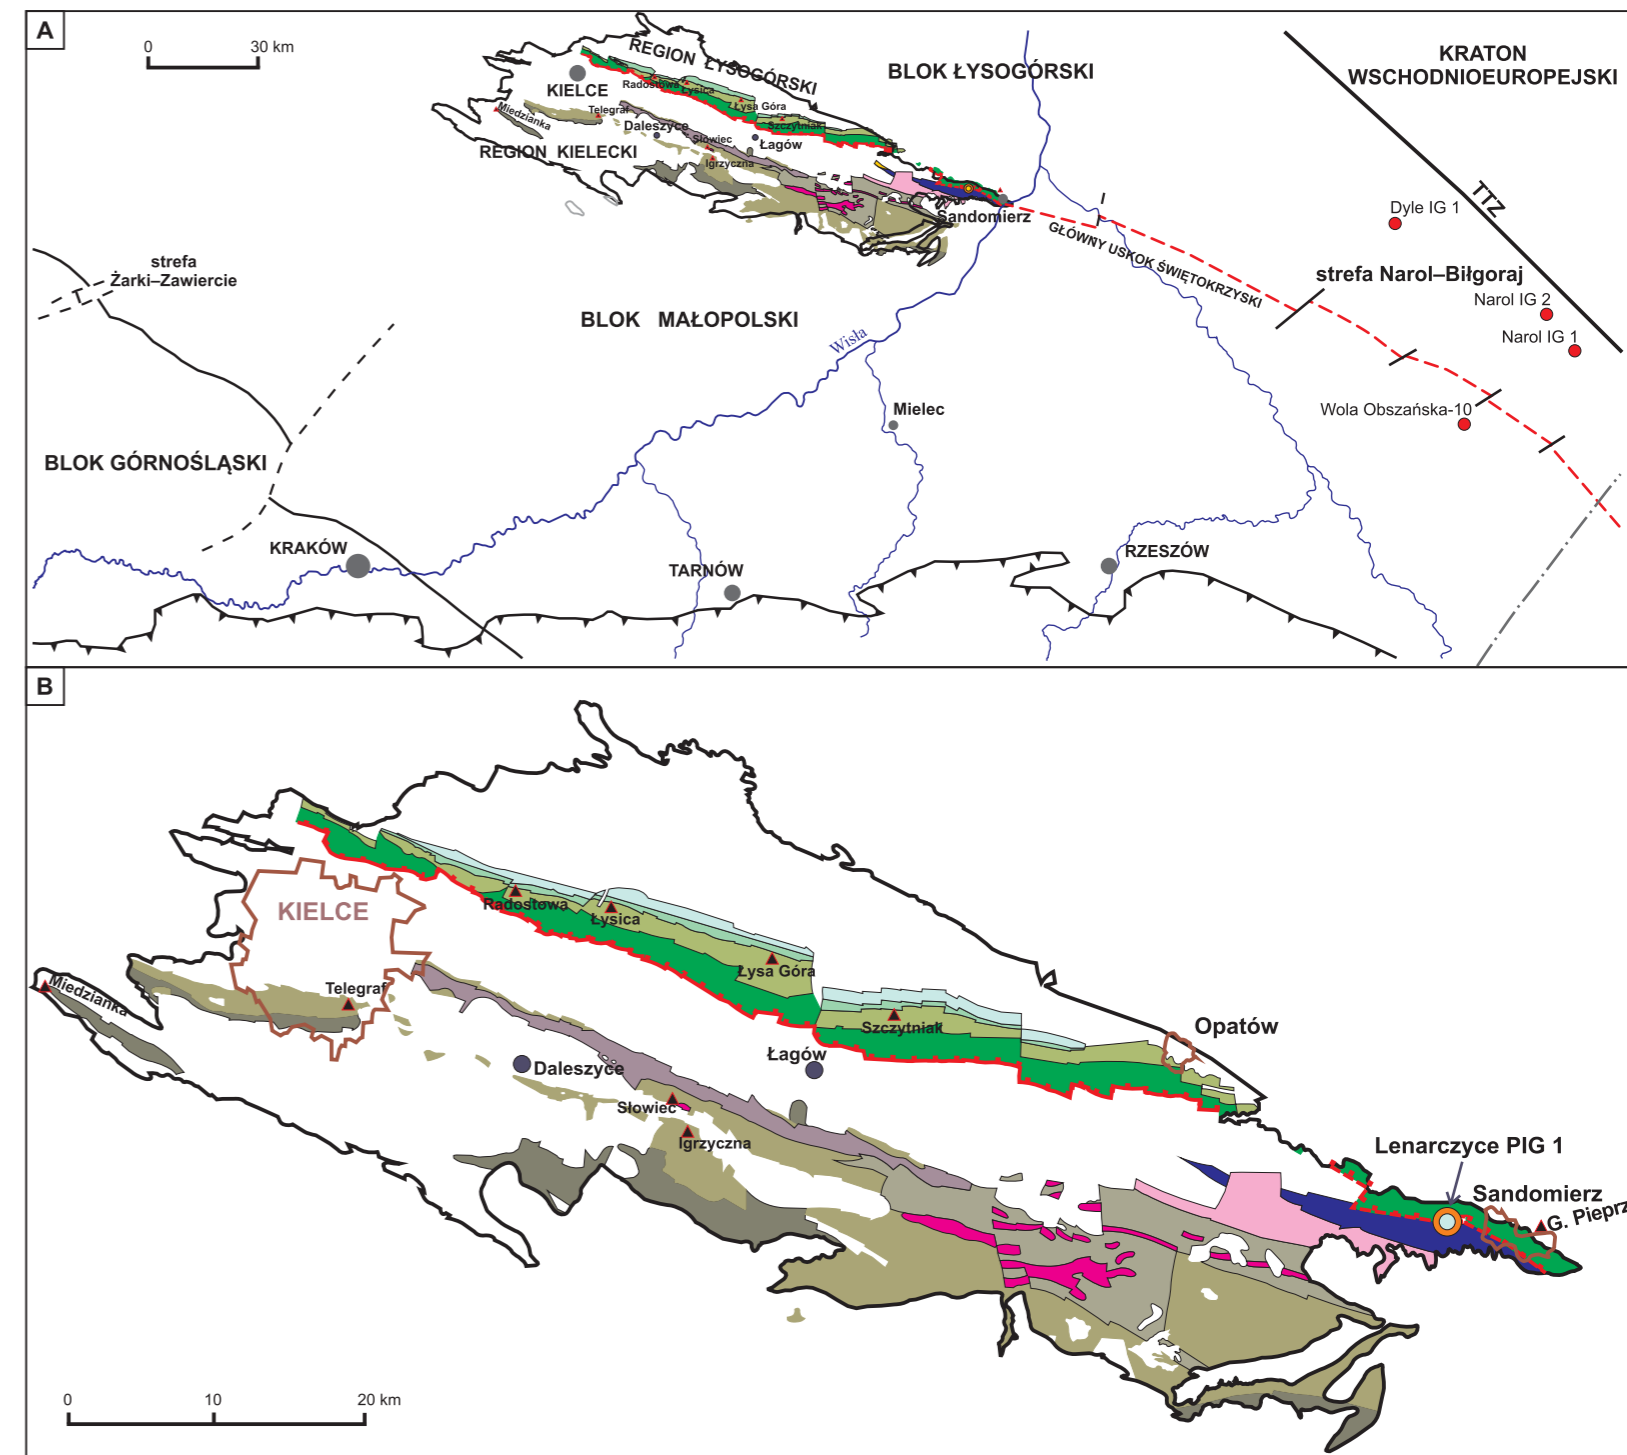 A
0 30 km
REGION ŁYSOGÓRSKI
BLOK ŁYSOGÓRSKI
KRATON
WSCHODNIOEUROPEJSKI
KIELCE
Radostowa
Łysica
Łysa Góra
Szczytniak
Miedzianka
Telegraf
Daleszyce
Słowiec
Łagów
REGION KIELECKI
Igrzyczna
Sandomierz
I
TTZ
Dyle IG 1
GŁÓWNY USKOK ŚWIĘTOKRZYSKI
strefa Narol–Biłgoraj
Narol IG 2
Narol IG 1
strefa
Żarki–Zawiercie
BLOK MAŁOPOLSKI
Wisła
Mielec
Wola Obszańska-10
BLOK GÓRNOŚLĄSKI
KRAKÓW
TARNÓW
RZESZÓW
B
KIELCE
Radostowa
Łysica
Łysa Góra
Miedzianka
Telegraf
Szczytniak
Opatów
Łagów
Daleszyce
Słowiec
Igrzyczna
Lenarczyce PIG 1
Sandomierz
G. Pieprz
0 10 20 km